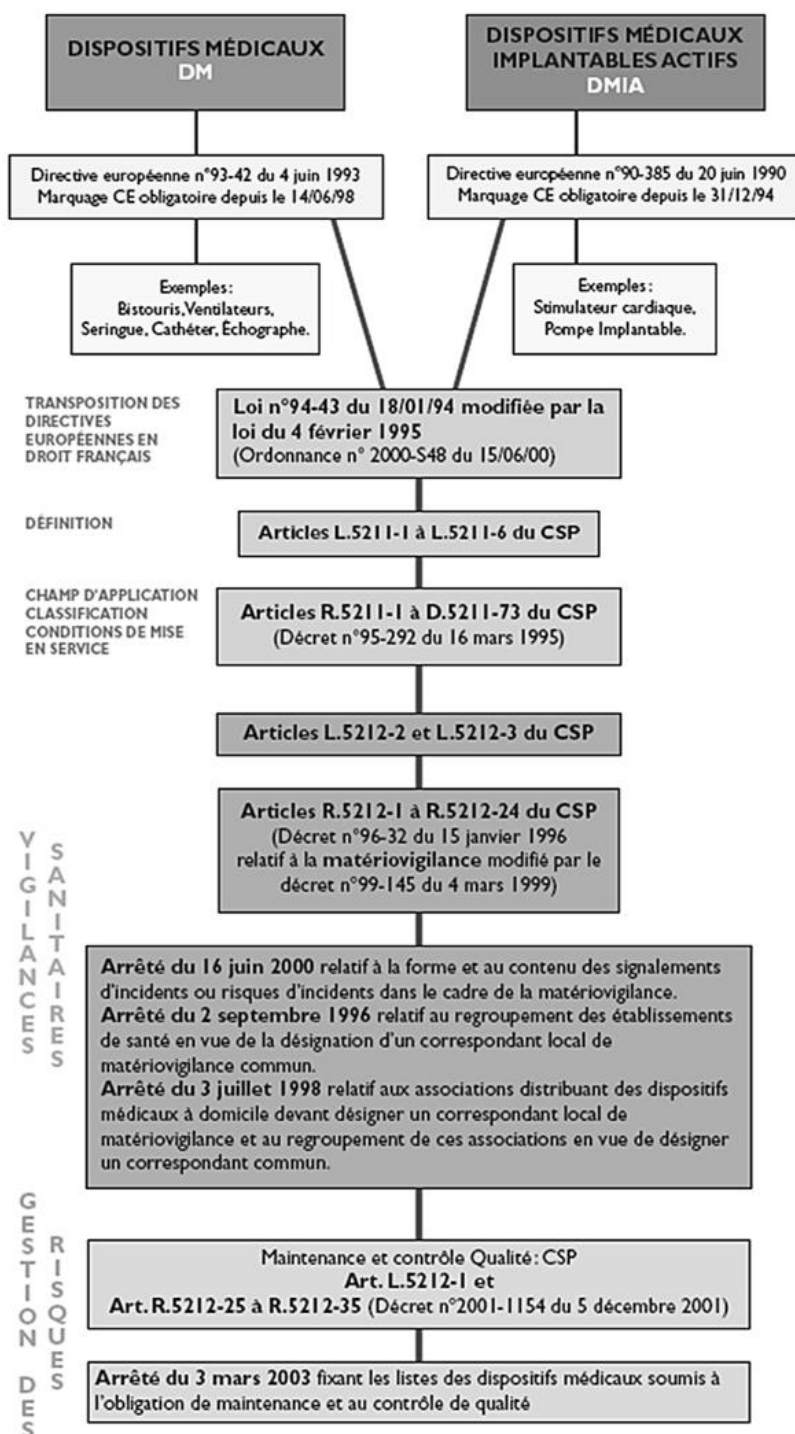 DISPOSITIFS MÉDICAUX
DM
DISPOSITIFS MÉDICAUX
IMPLANTABLES ACTIFS
DMIA
Directive européenne n°93-42 du 4 juin 1993
Marquage CE obligatoire depuis le 14/06/98
Directive européenne n°90-385 du 20 juin 1990
Marquage CE obligatoire depuis le 31/12/94
Exemples :
Bistouris,Ventilateurs,
Seringue, Cathéter, Échographe.
Exemples :
Stimulateur cardiaque,
Pompe Implantable.
TRANSPOSITION DES
DIRECTIVES
EUROPÉENNES EN
DROIT FRANÇAIS
Loi n°94-43 du 18/01/94 modifiée par la
loi du 4 février 1995
(Ordonnance n° 2000-S48 du 15/06/00)
DÉFINITION
Articles L.5211-1 à L.5211-6 du CSP
CHAMP D'APPLICATION
CLASSIFICATION
CONDITIONS DE MISE
EN SERVICE
Articles R.5211-1 à D.5211-73 du CSP
(Décret n°95-292 du 16 mars 1995)
Articles L.5212-2 et L.5212-3 du CSP
VIGILANCES
SANITAIRES
Articles R.5212-1 à R.5212-24 du CSP
(Décret n°96-32 du 15 janvier 1996
relatif à la matériovigilance modifié par le
décret n°99-145 du 4 mars 1999)
Arrêté du 16 juin 2000 relatif à la forme et au contenu des signalements
d'incidents ou risques d'incidents dans le cadre de la matériovigilance.
Arrêté du 2 septembre 1996 relatif au regroupement des établissements
de santé en vue de la désignation d'un correspondant local de
matériovigilance commun.
Arrêté du 3 juillet 1998 relatif aux associations distribuant des dispositifs
médicaux à domicile devant désigner un correspondant local de
matériovigilance et au regroupement de ces associations en vue de désigner
un correspondant commun.
GESTION DES
RISQUES
Maintenance et contrôle Qualité : CSP
Art. L.5212-1 et
Art. R.5212-25 à R.5212-35 (Décret n°2001-1154 du 5 décembre 2001)
Arrêté du 3 mars 2003 fixant les listes des dispositifs médicaux soumis à
l'obligation de maintenance et au contrôle de qualité